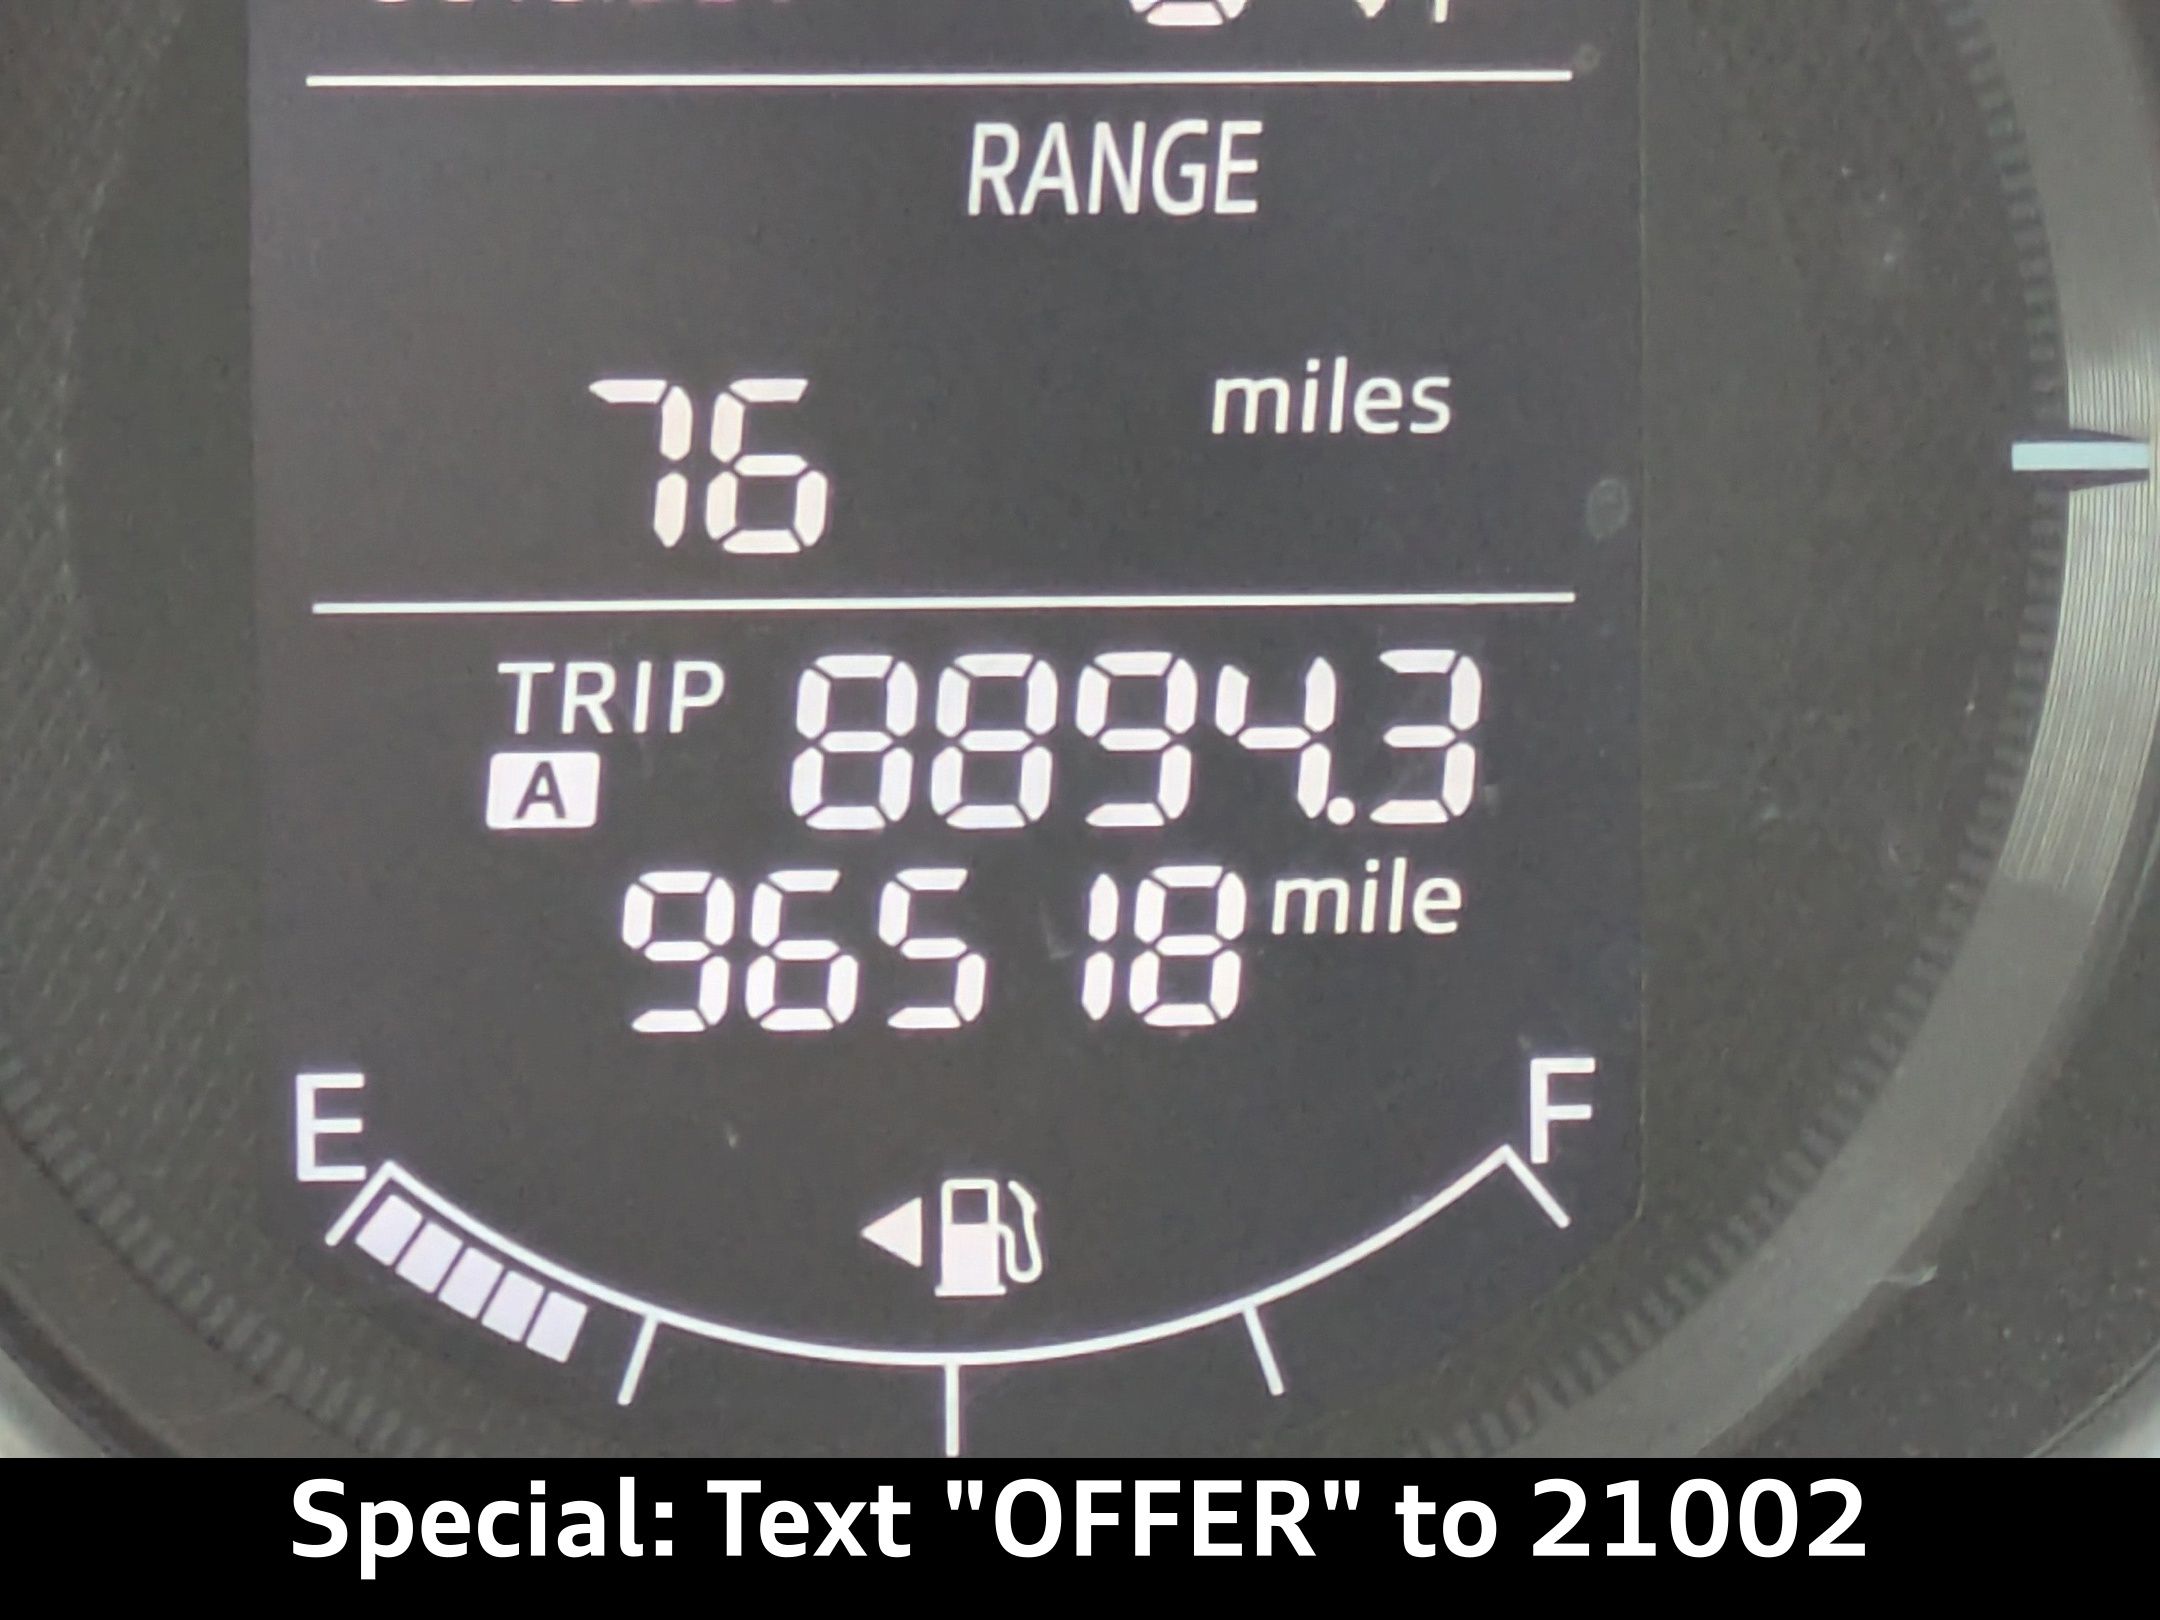 RANGE
76 miles
TRIP A 8894.3
96518 mile
E F
Special: Text "OFFER" to 21002